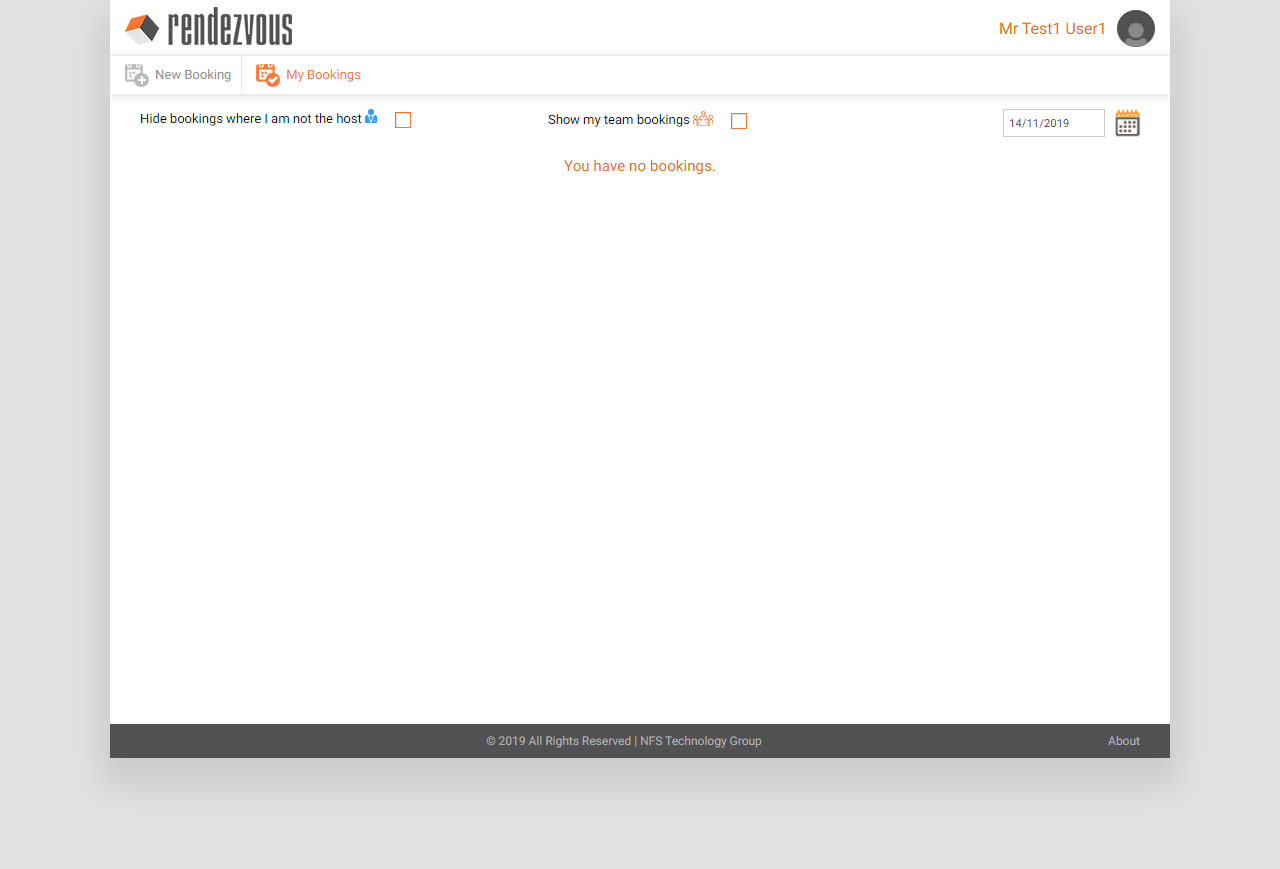 rendezvous
Mr Test1 User1
New Booking
My Bookings
Hide bookings where I am not the host
Show my team bookings
14/11/2019
You have no bookings.
© 2019 All Rights Reserved | NFS Technology Group
About